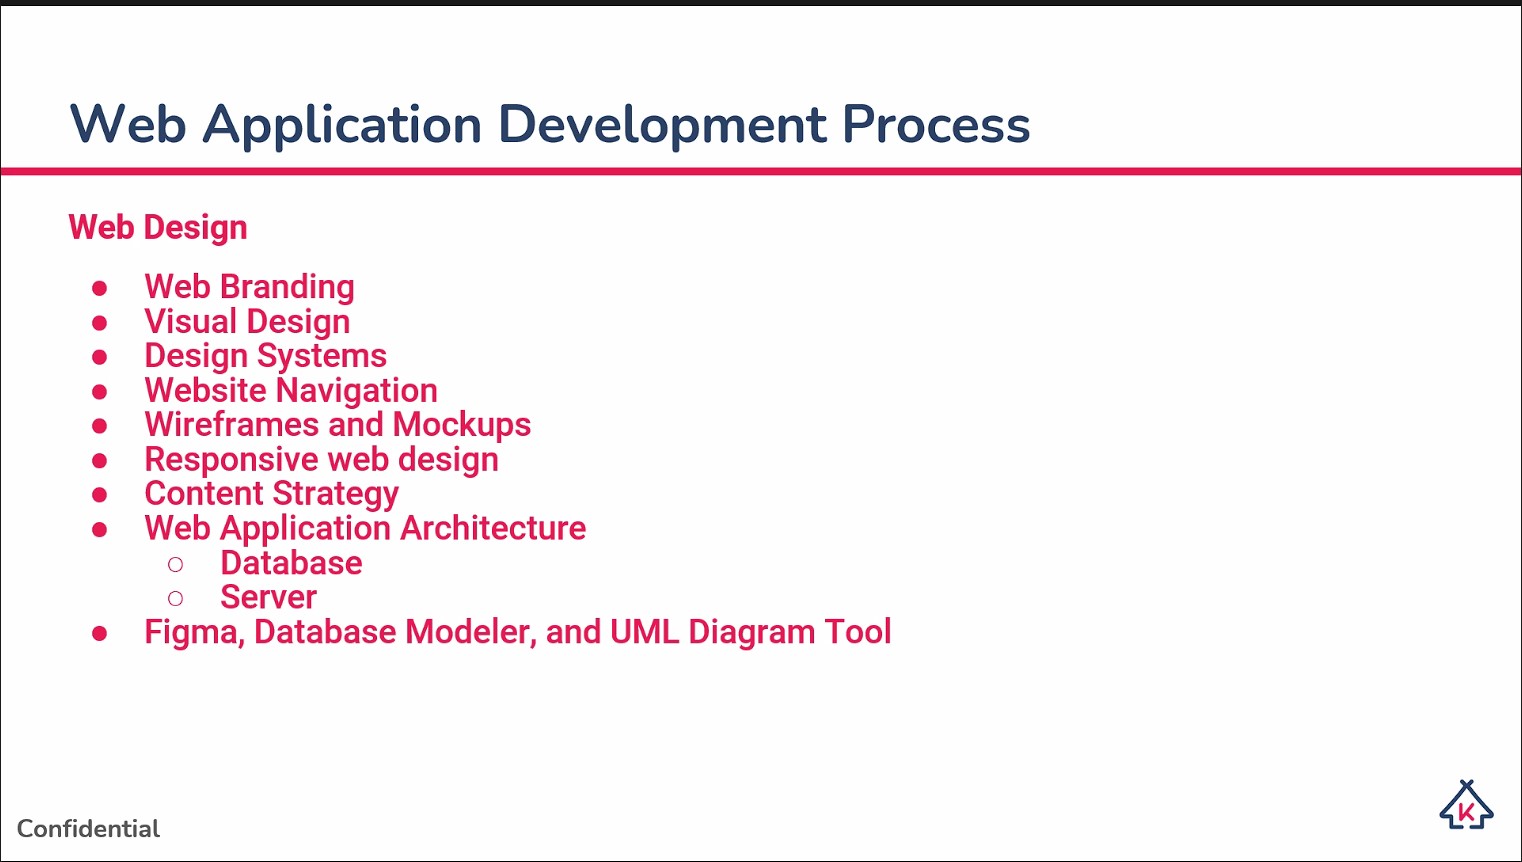 Web Application Development Process
Web Design
● Web Branding
● Visual Design
● Design Systems
● Website Navigation
● Wireframes and Mockups
● Responsive web design
● Content Strategy
● Web Application Architecture
○ Database
○ Server
● Figma, Database Modeler, and UML Diagram Tool
Confidential
K